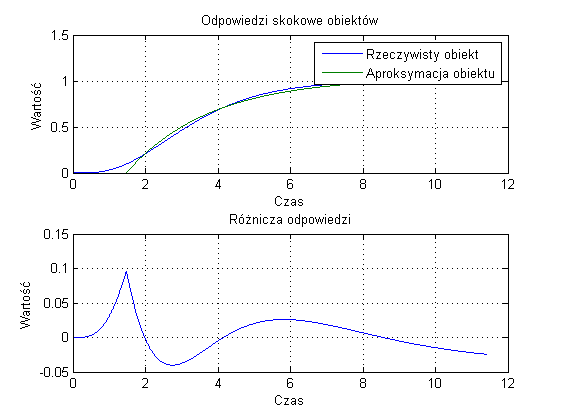 Odpowiedzi skokowe obiektów
1.5
1
0.5
0
Wartość
Rzeczywisty obiekt
Aproksymacja obiektu
0 2 4 6 8 10 12
Czas
Różnicza odpowiedzi
0.15
0.1
0.05
0
-0.05
Wartość
0 2 4 6 8 10 12
Czas